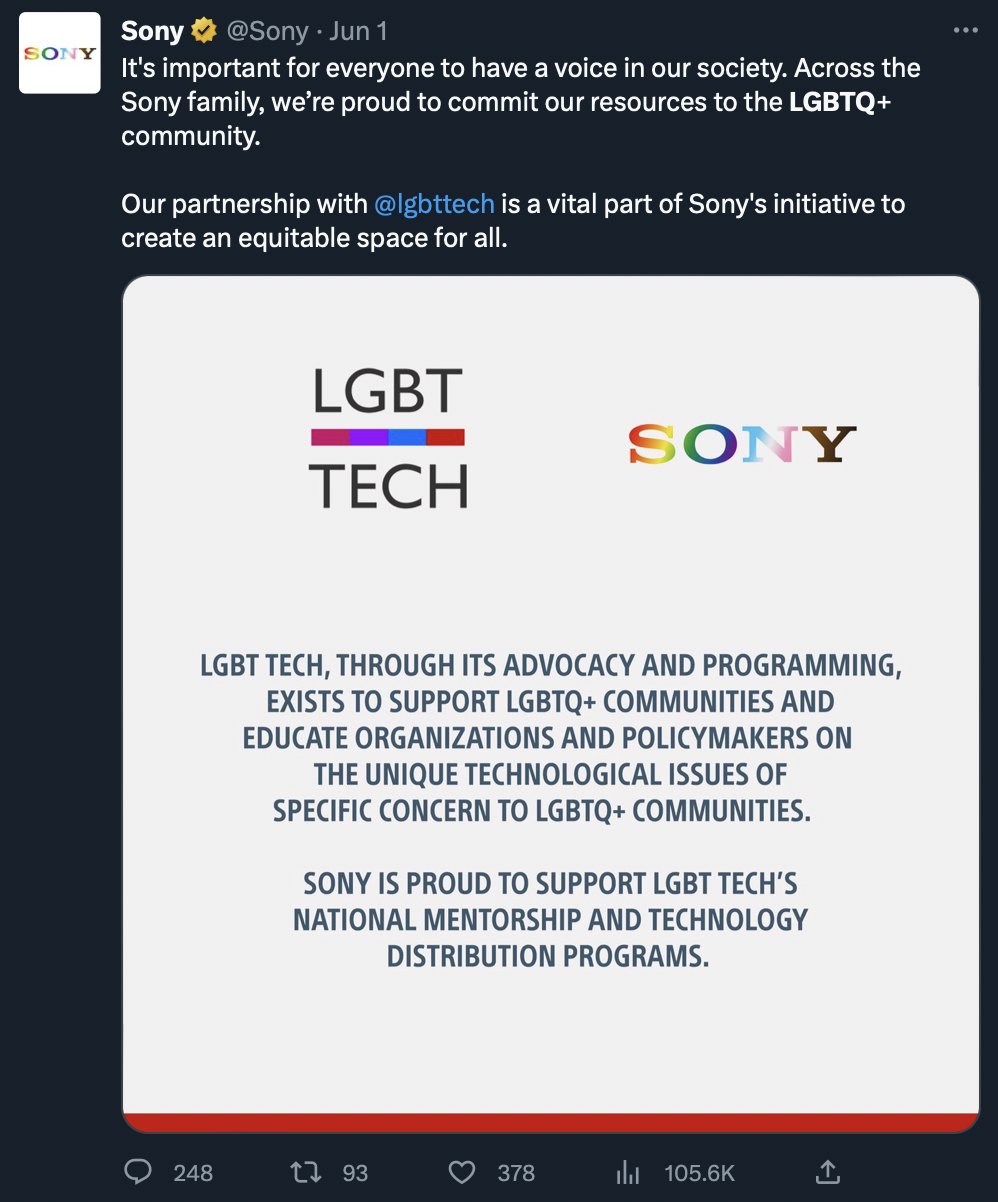 SONY
Sony @Sony · Jun 1
It's important for everyone to have a voice in our society. Across the
Sony family, we’re proud to commit our resources to the LGBTQ+
community.
Our partnership with @lgbttech is a vital part of Sony's initiative to
create an equitable space for all.
LGBT
TECH
SONY
LGBT TECH, THROUGH ITS ADVOCACY AND PROGRAMMING,
EXISTS TO SUPPORT LGBTQ+ COMMUNITIES AND
EDUCATE ORGANIZATIONS AND POLICYMAKERS ON
THE UNIQUE TECHNOLOGICAL ISSUES OF
SPECIFIC CONCERN TO LGBTQ+ COMMUNITIES.
SONY IS PROUD TO SUPPORT LGBT TECH’S
NATIONAL MENTORSHIP AND TECHNOLOGY
DISTRIBUTION PROGRAMS.
248 93 378 105.6K